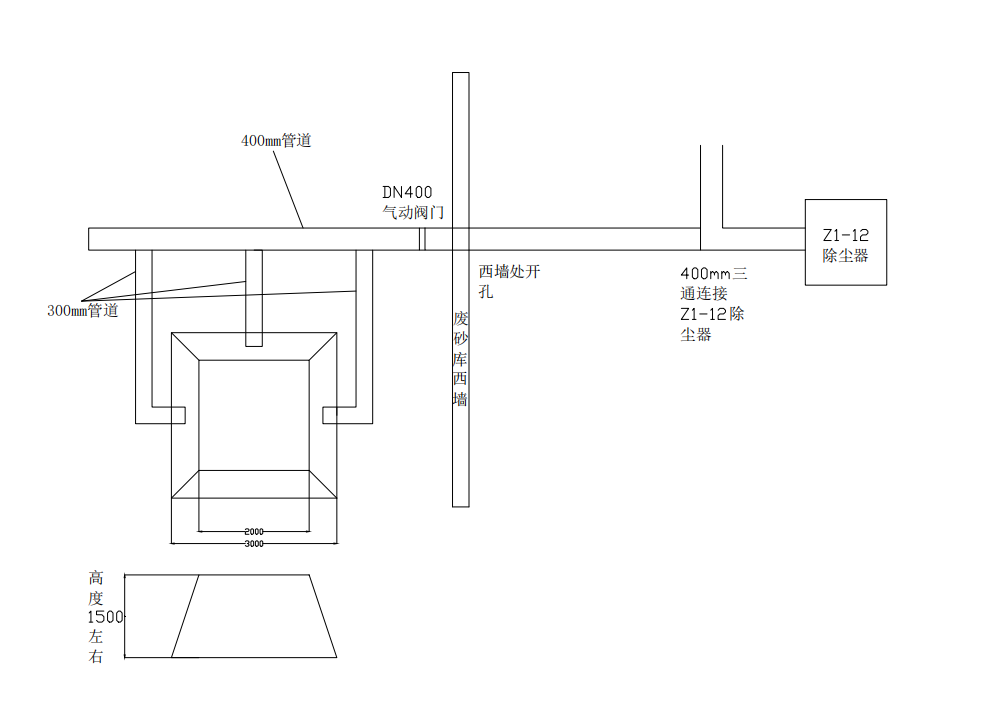 400mm管道
DN400
气动阀门
Z1-12
除尘器
西墙处开
孔
400mm三
通连接
Z1-12除
尘器
300mm管道
废
砂
库
西
墙
2000
3000
高
度
1500
左
右